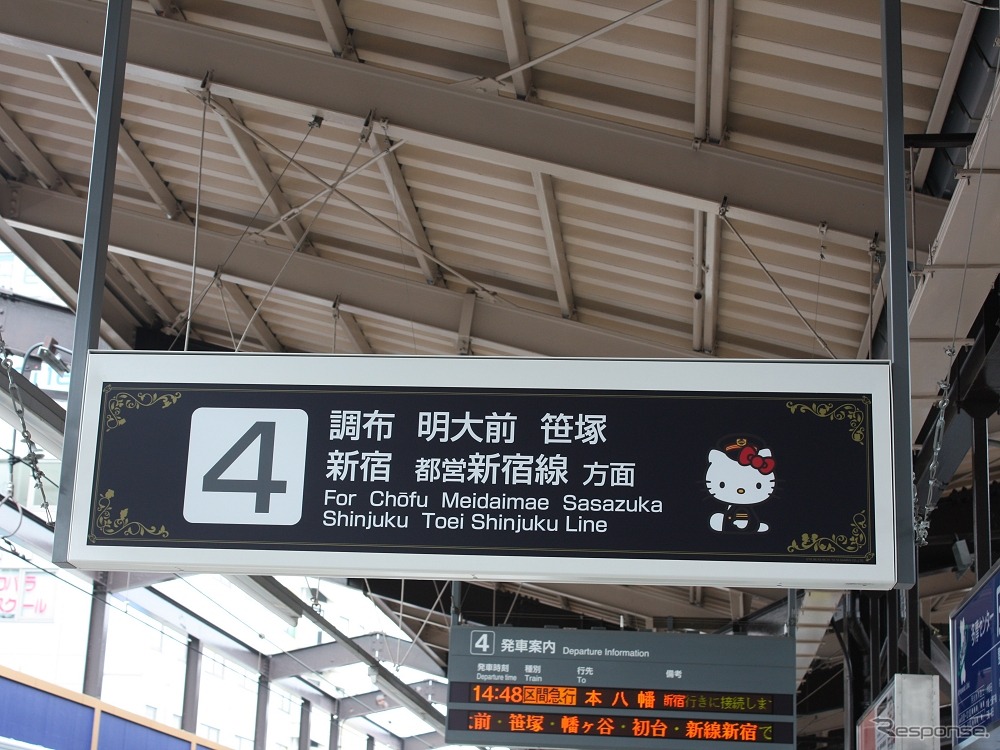 4
調布 明大前 笹塚
新宿 都営新宿線 方面
For Chōfu Meidaimae Sasazuka
Shinjuku Toei Shinjuku Line
4 発車案内 Departure Information
発車時刻 種別 行先 備考
Departure time Train To
14:48 区間急行 本八幡 新宿行きに接続しま
前・笹塚・幡ヶ谷・初台・新線新宿で
Response.